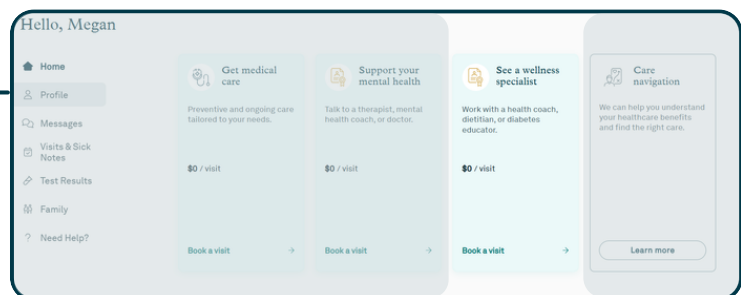 Hello, Megan
Home
Profile
Messages
Visits & Sick
Notes
Test Results
Family
Need Help?
Get medical
care
Preventive and ongoing care
tailored to your needs.
$0 / visit
Book a visit
Support your
mental health
Talk to a therapist, mental
health coach, or doctor.
$0 / visit
Book a visit
See a wellness
specialist
Work with a health coach,
dietitian, or diabetes
educator.
$0 / visit
Book a visit
Care
navigation
We can help you understand
your healthcare benefits
and find the right care.
Learn more